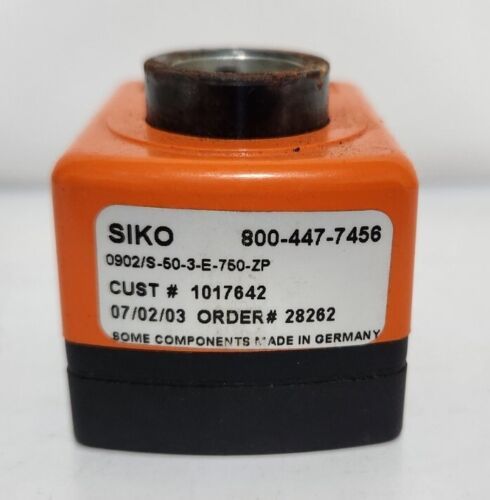 SIKO 800-447-7456
0902/S-50-3-E-750-ZP
CUST # 1017642
07/02/03 ORDER# 28262
SOME COMPONENTS MADE IN GERMANY